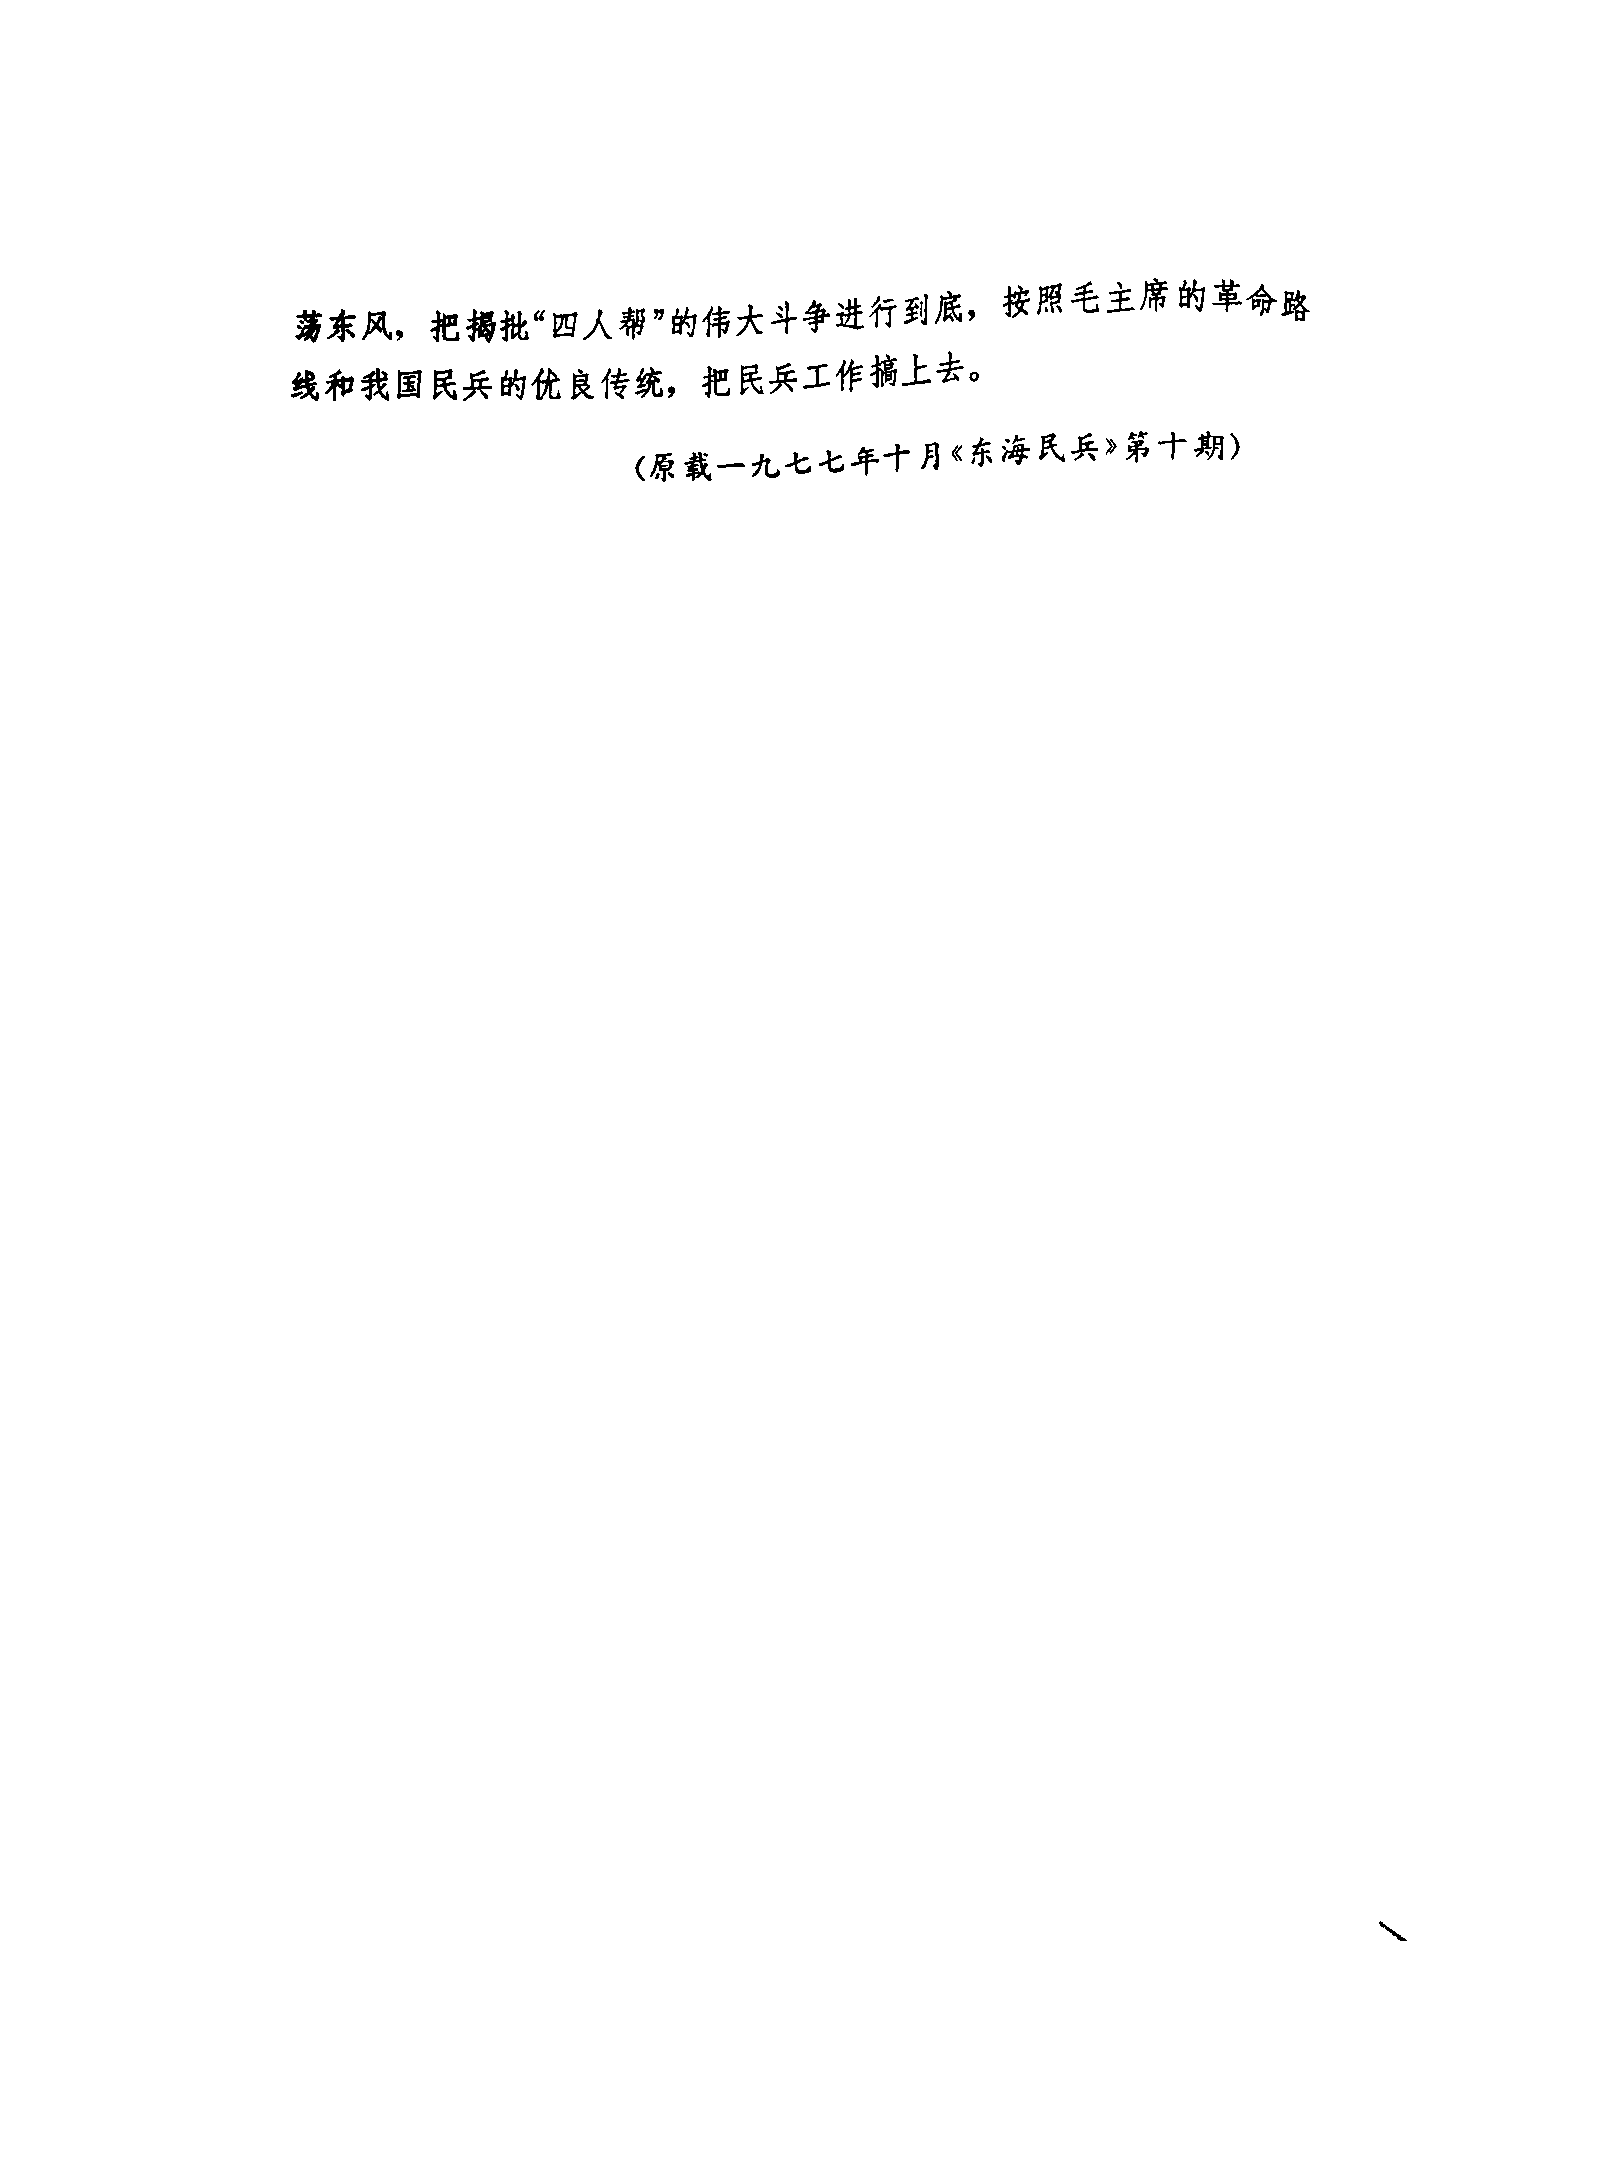 荡东风，把揭批“四人帮”的伟大斗争进行到底，按照毛主席的革命路
线和我国民兵的优良传统，把民兵工作搞上去。
（原载一九七七年十月《东海民兵》第十期）